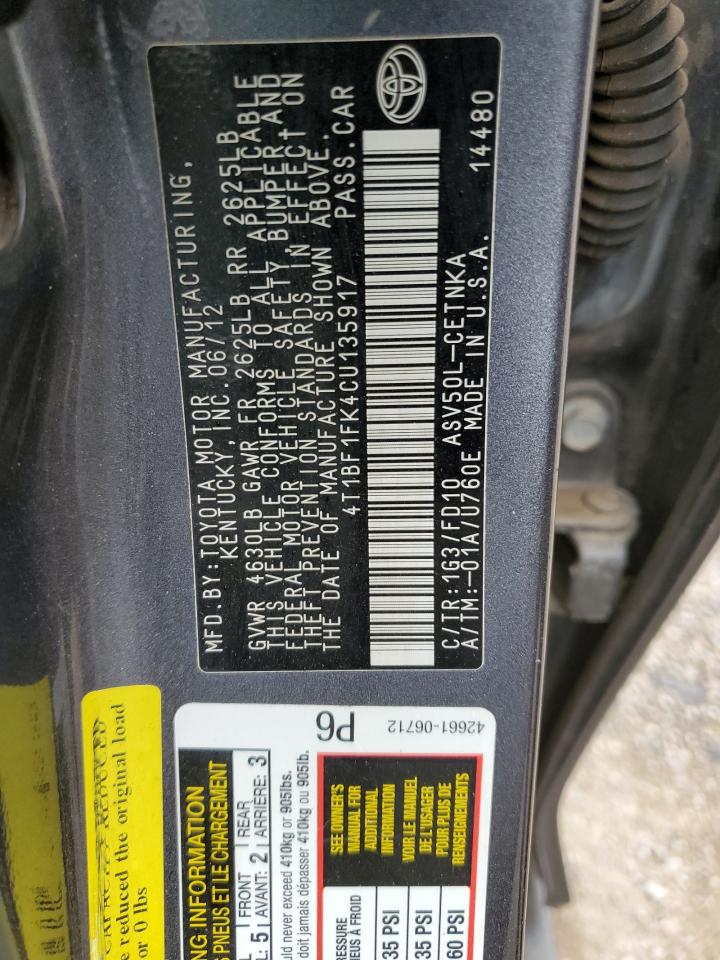 MFD.BY:TOYOTA MOTOR MANUFACTURING,
KENTUCKY, INC. 06/12
GVWR 4630LB GAWR FR 2625LB RR 2625LB
THIS VEHICLE CONFORMS TO ALL APPLICABLE
FEDERAL MOTOR VEHICLE SAFETY, BUMPER AND
THEFT PREVENTION STANDARDS IN EFFECT ON
THE DATE OF MANUFACTURE SHOWN ABOVE.
4T1BF1FK4CU135917 PASS.CAR
C/TR:1G3/FD10 ASV50L-CETNKA
A/TM:-01A/U760E MADE IN U.S.A. 14480
REDUCED
e reduced the original load
or 0 lbs
NG INFORMATION
PNEUS ET LE CHARGEMENT
FRONT REAR
L: 5 AVANT: 2 ARRIÈRE: 3
uld never exceed 410kg or 905lbs.
doit jamais dépasser 410kg ou 905lb.
P6
42661-06712
RESSURE
NEUS À FROID
35 PSI
35 PSI
60 PSI
SEE OWNER'S
MANUAL FOR
ADDITIONAL
INFORMATION
VOIR LE MANUEL
DE L'USAGER
POUR PLUS DE
RENSEIGNEMENTS